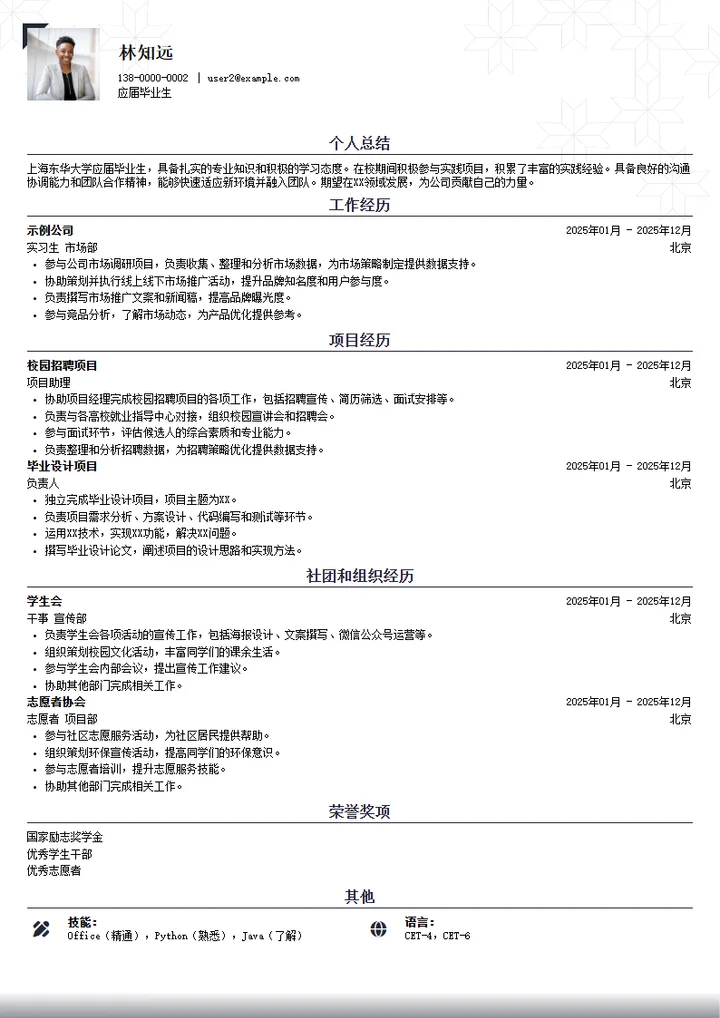 林知远
138-0000-0002 | user2@example.com
应届毕业生
个人总结
上海东华大学应届毕业生，具备扎实的专业知识和积极的学习态度。在校期间积极参与实践项目，积累了丰富的实践经验。具备良好的沟通
协调能力和团队合作精神，能够快速适应新环境并融入团队。期望在XX领域发展，为公司贡献自己的力量。
工作经历
示例公司 2025年01月 - 2025年12月
实习生 市场部 北京
• 参与公司市场调研项目，负责收集、整理和分析市场数据，为市场策略制定提供数据支持。
• 协助策划并执行线上线下市场推广活动，提升品牌知名度和用户参与度。
• 负责撰写市场推广文案和新闻稿，提高品牌曝光度。
• 参与竞品分析，了解市场动态，为产品优化提供参考。
项目经历
校园招聘项目 2025年01月 - 2025年12月
项目助理 北京
• 协助项目经理完成校园招聘项目的各项工作，包括招聘宣传、简历筛选、面试安排等。
• 负责与各高校就业指导中心对接，组织校园宣讲会和招聘会。
• 参与面试环节，评估候选人的综合素质和专业能力。
• 负责整理和分析招聘数据，为招聘策略优化提供数据支持。
毕业设计项目 2025年01月 - 2025年12月
负责人 北京
• 独立完成毕业设计项目，项目主题为XX。
• 负责项目需求分析、方案设计、代码编写和测试等环节。
• 运用XX技术，实现XX功能，解决XX问题。
• 撰写毕业设计论文，阐述项目的设计思路和实现方法。
社团和组织经历
学生会 2025年01月 - 2025年12月
干事 宣传部 北京
• 负责学生会各项活动的宣传工作，包括海报设计、文案撰写、微信公众号运营等。
• 组织策划校园文化活动，丰富同学们的课余生活。
• 参与学生会内部会议，提出宣传工作建议。
• 协助其他部门完成相关工作。
志愿者协会 2025年01月 - 2025年12月
志愿者 项目部 北京
• 参与社区志愿服务活动，为社区居民提供帮助。
• 组织策划环保宣传活动，提高同学们的环保意识。
• 参与志愿者培训，提升志愿服务技能。
• 协助其他部门完成相关工作。
荣誉奖项
国家励志奖学金
优秀学生干部
优秀志愿者
其他
技能：
Office（精通），Python（熟悉），Java（了解）
语言：
CET-4，CET-6